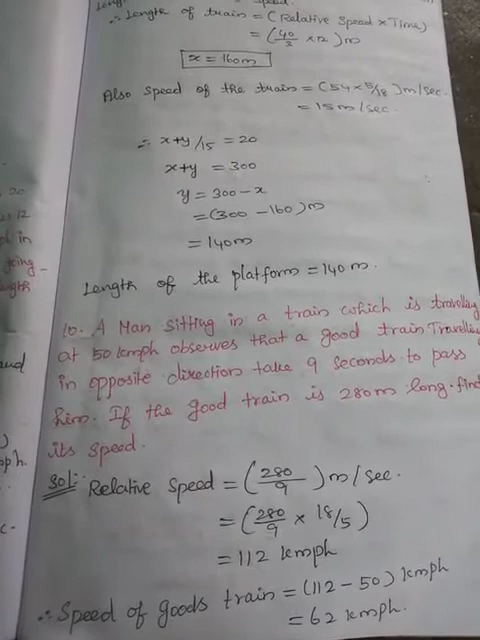 ∴ Length of train = (Relative Speed × Time)
= (40/3 × 12) m
x = 160m
Also speed of the train = (54 × 5/18) m/sec.
= 15 m/sec.
∴ x+y/15 = 20
x+y = 300
y = 300 - x
= (300 - 160) m
= 140m
Length of the platform = 140 m.
10. A Man sitting in a train which is travelling
at 50 kmph observes that a good train Travelling
in opposite direction take 9 seconds to pass
him. If the good train is 280m long. find
its speed.
Sol:- Relative Speed = (280/9) m/sec.
= (280/9 × 18/5)
= 112 kmph
∴ Speed of goods train = (112 - 50) kmph
= 62 kmph.